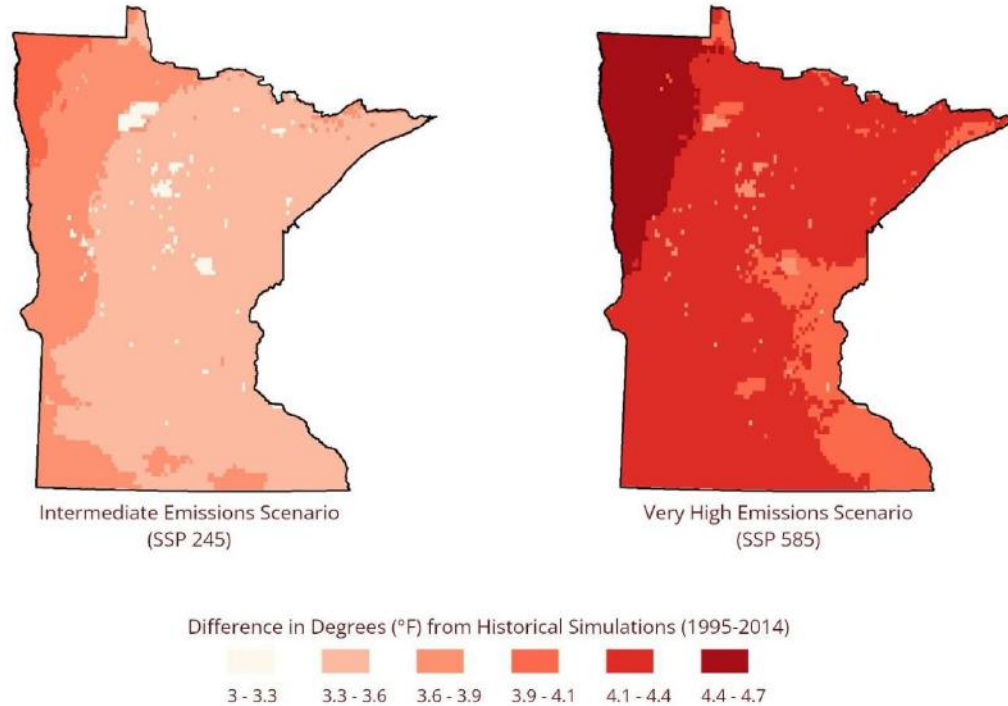 Intermediate Emissions Scenario
(SSP 245)
Very High Emissions Scenario
(SSP 585)
Difference in Degrees (°F) from Historical Simulations (1995-2014)
3 - 3.3
3.3 - 3.6
3.6 - 3.9
3.9 - 4.1
4.1 - 4.4
4.4 - 4.7